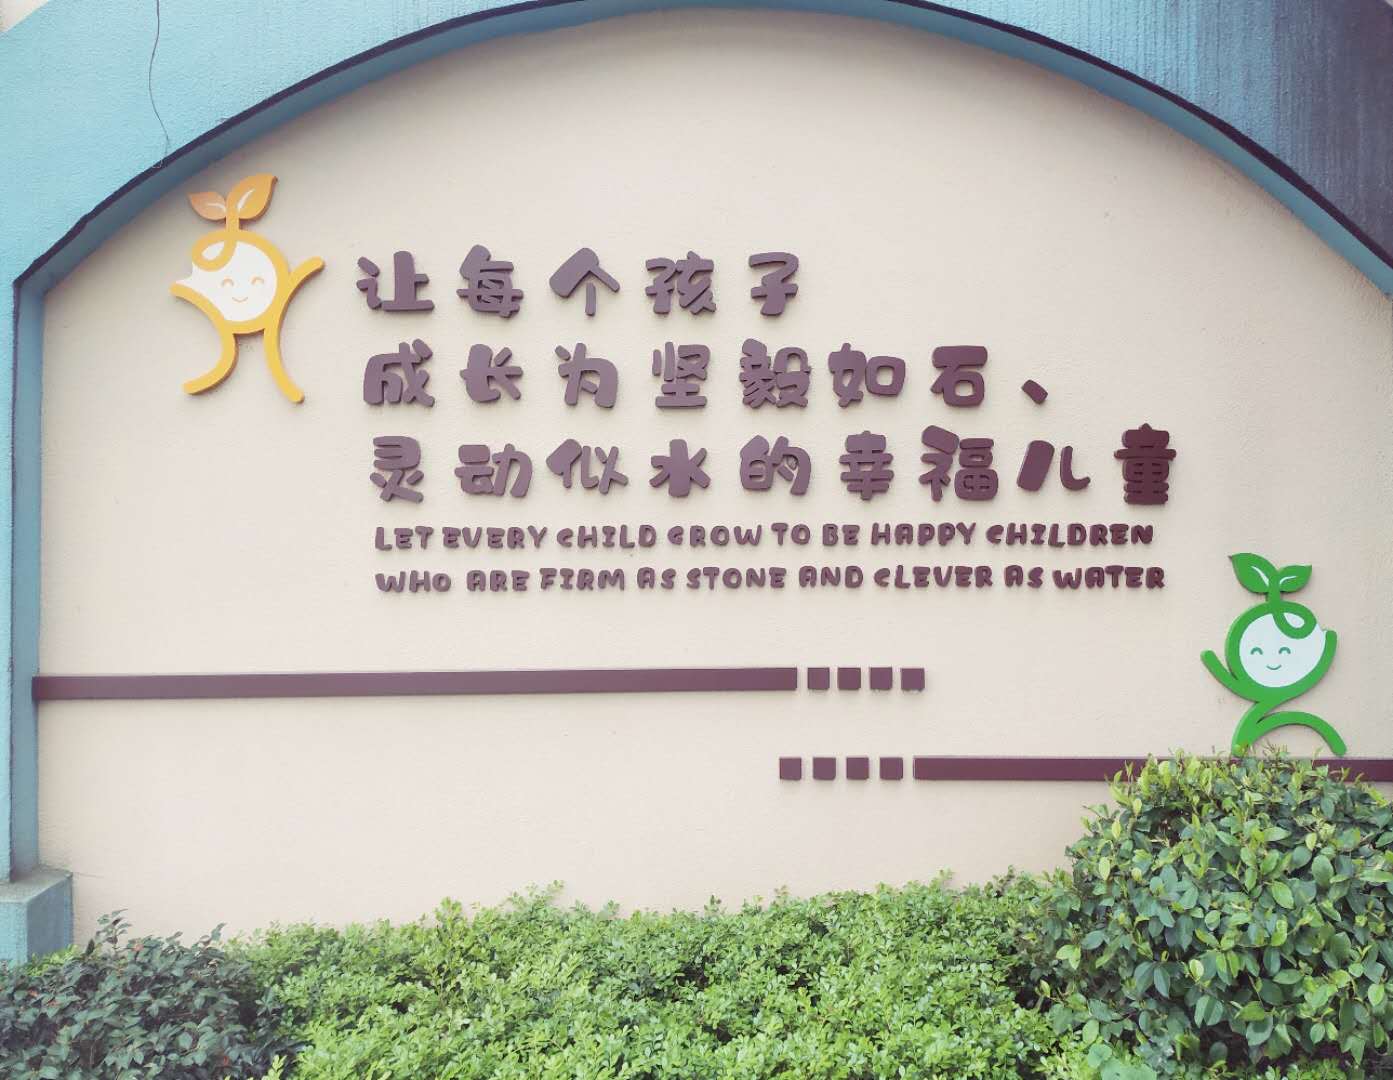 让每个孩子
成长为坚毅如石、
灵动似水的幸福儿童
LET EVERY CHILD GROW TO BE HAPPY CHILDREN
WHO ARE FIRM AS STONE AND CLEVER AS WATER